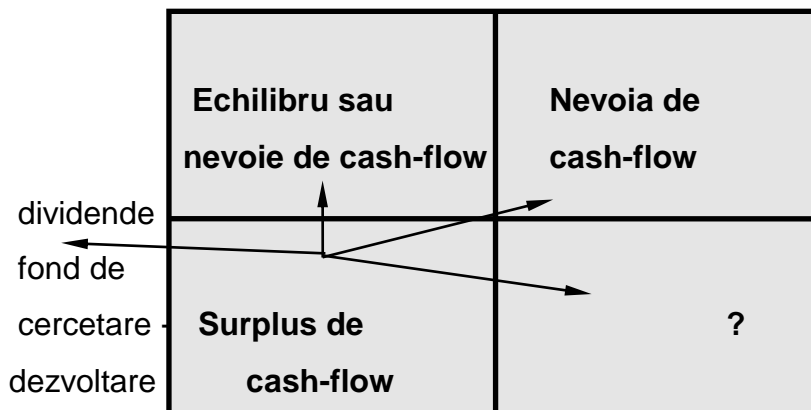 Echilibru sau
nevoie de cash-flow
Nevoia de
cash-flow
dividende
fond de
cercetare -
dezvoltare
Surplus de
cash-flow
?